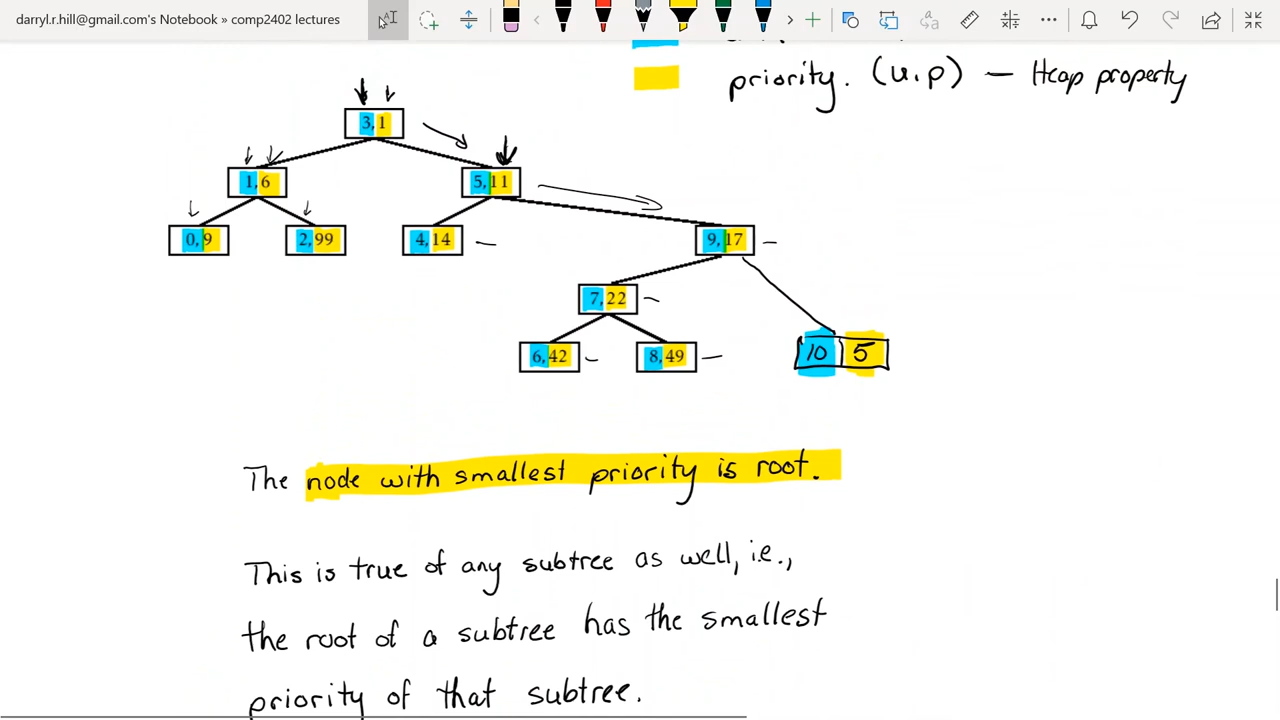 darryl.r.hill@gmail.com's Notebook » comp2402 lectures
priority. (u.p) — Heap property
3,1
1,6
5,11
0,9
2,99
4,14
9,17
7,22
6,42
8,49
10 5
The node with smallest priority is root.
This is true of any subtree as well, i.e.,
the root of a subtree has the smallest
priority of that subtree.